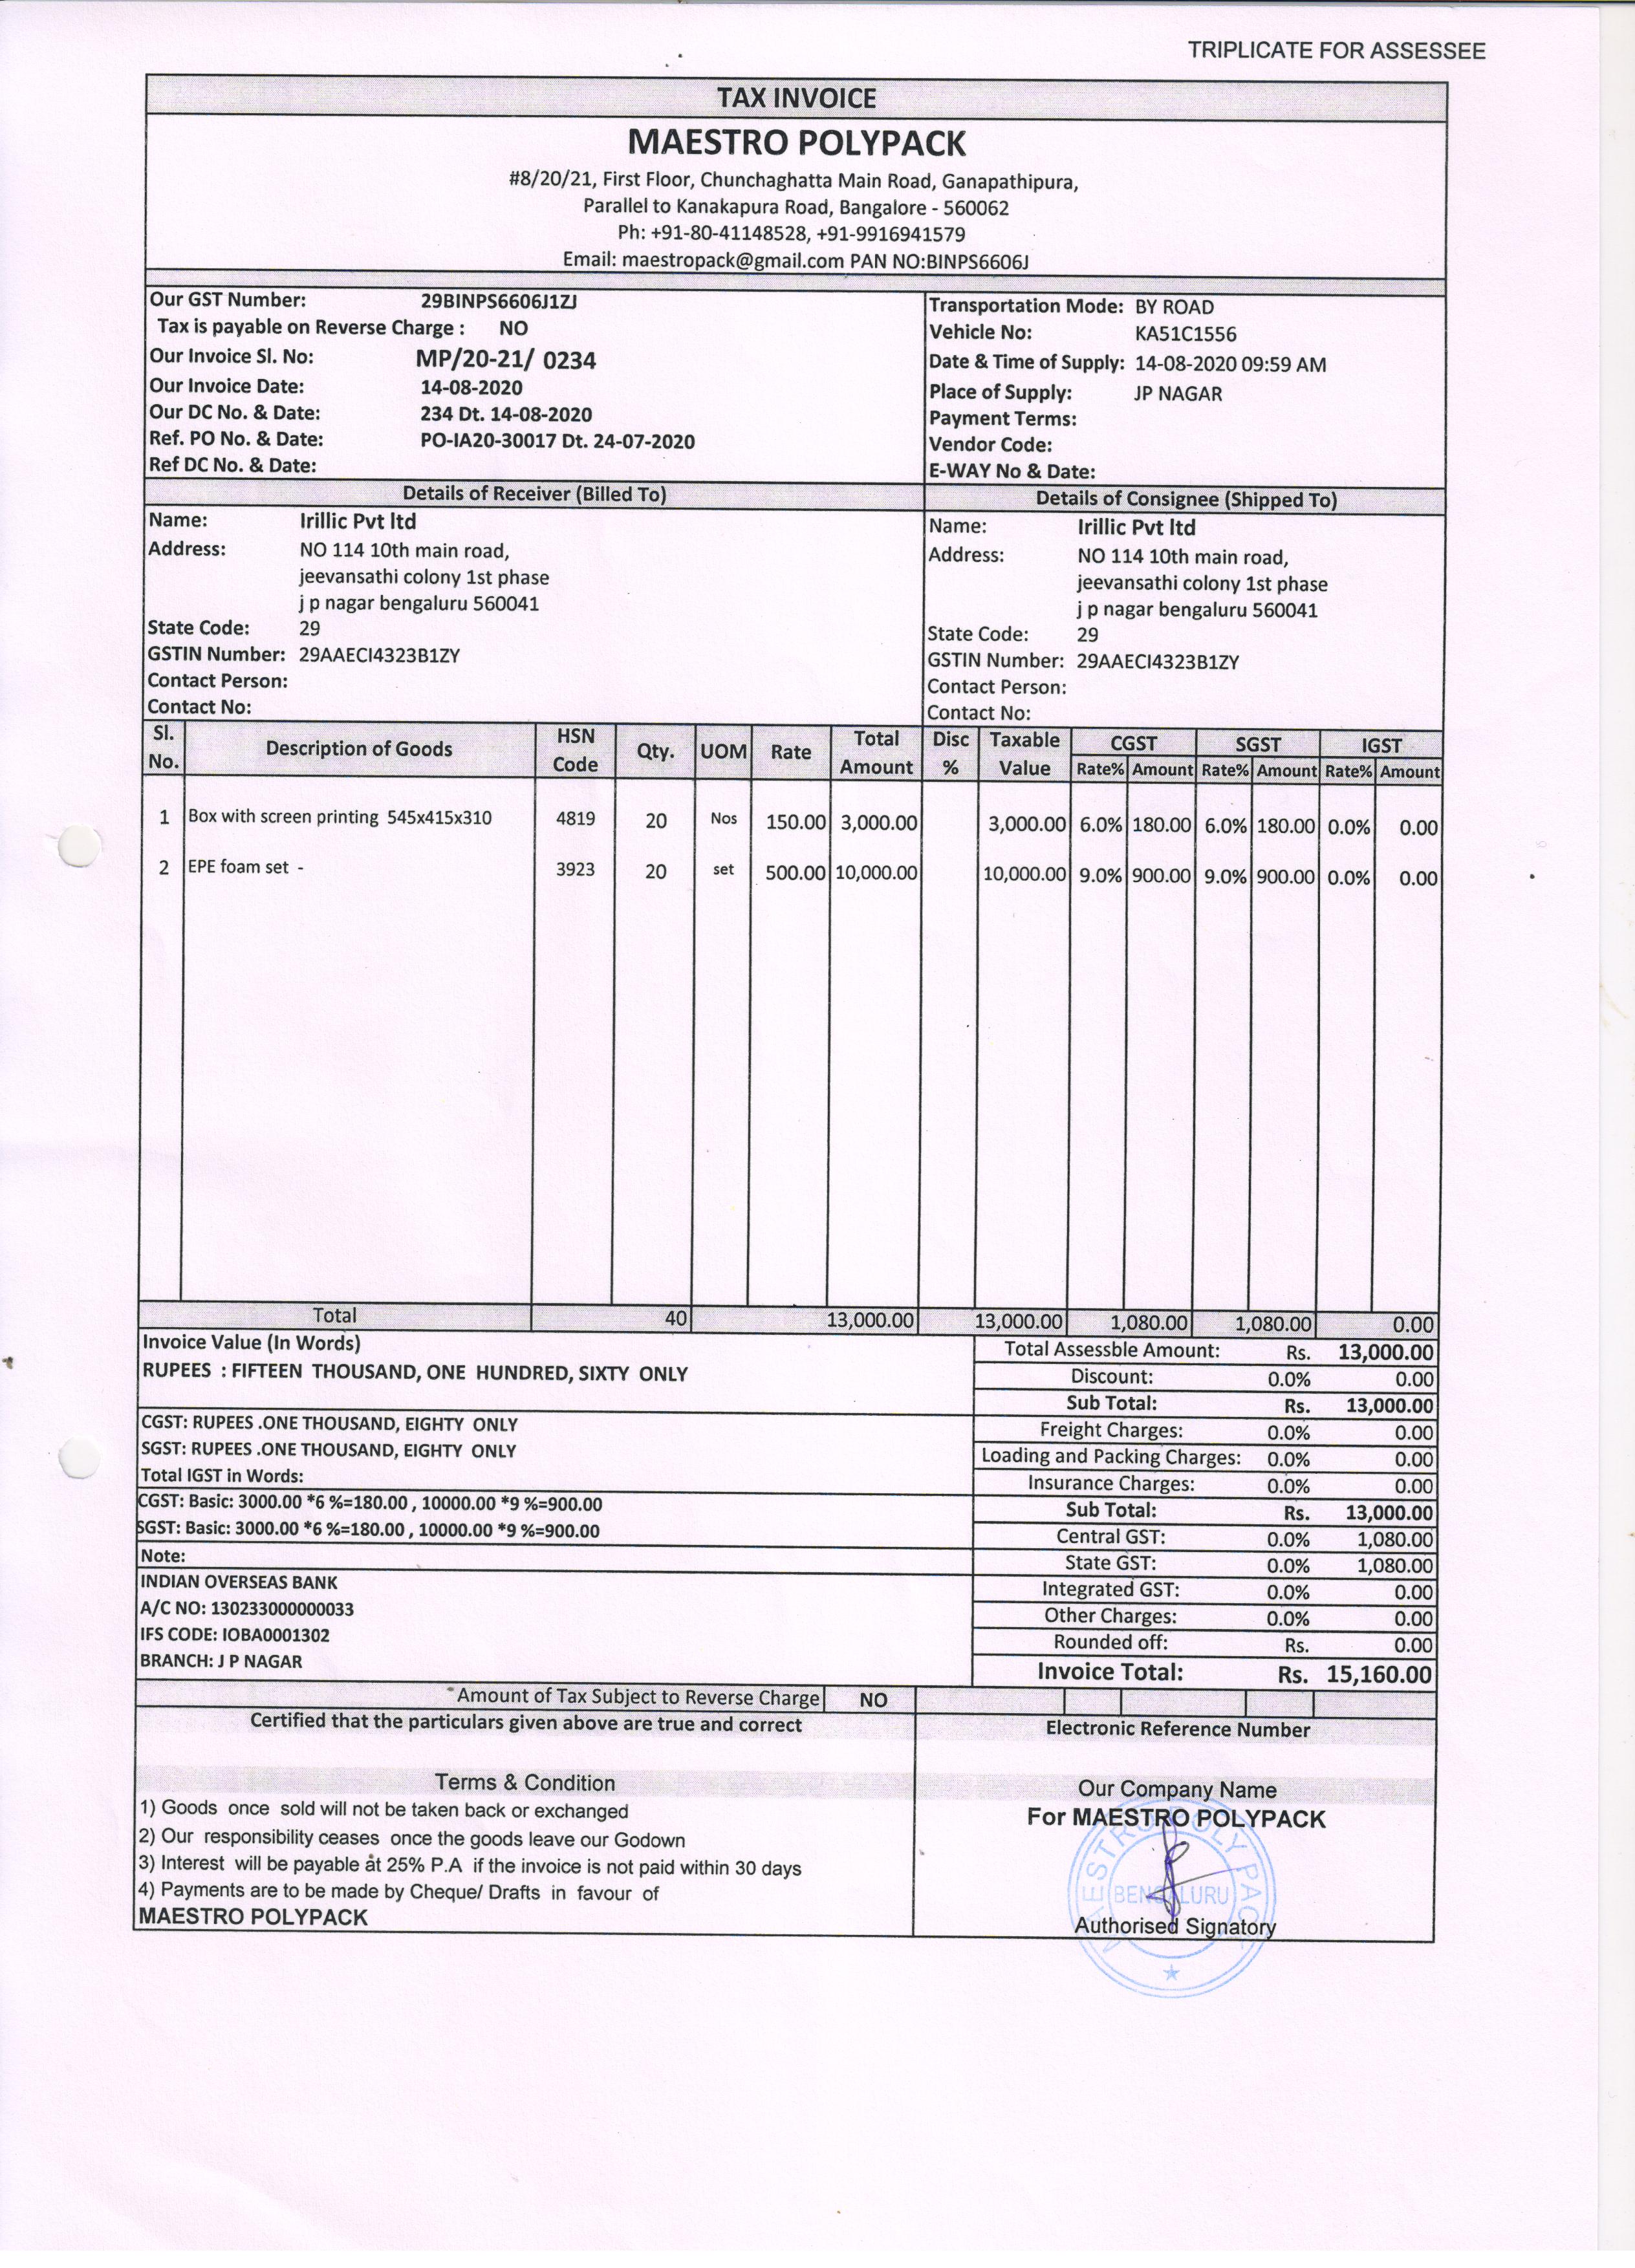 TRIPLICATE FOR ASSESSEE
TAX INVOICE
MAESTRO POLYPACK
#8/20/21, First Floor, Chunchaghatta Main Road, Ganapathipura,
Parallel to Kanakapura Road, Bangalore - 560062
Ph: +91-80-41148528, +91-9916941579
Email: maestropack@gmail.com PAN NO:BINPS6606J
Our GST Number: 29BINPS6606J1ZJ
Tax is payable on Reverse Charge : NO
Our Invoice Sl. No: MP/20-21/ 0234
Our Invoice Date: 14-08-2020
Our DC No. & Date: 234 Dt. 14-08-2020
Ref. PO No. & Date: PO-IA20-30017 Dt. 24-07-2020
Ref DC No. & Date:
Transportation Mode: BY ROAD
Vehicle No: KA51C1556
Date & Time of Supply: 14-08-2020 09:59 AM
Place of Supply: JP NAGAR
Payment Terms:
Vendor Code:
E-WAY No & Date:
Details of Receiver (Billed To)
Name: Irillic Pvt ltd
Address: NO 114 10th main road,
jeevansathi colony 1st phase
j p nagar bengaluru 560041
State Code: 29
GSTIN Number: 29AAECI4323B1ZY
Contact Person:
Contact No:
Details of Consignee (Shipped To)
Name: Irillic Pvt ltd
Address: NO 114 10th main road,
jeevansathi colony 1st phase
j p nagar bengaluru 560041
State Code: 29
GSTIN Number: 29AAECI4323B1ZY
Contact Person:
Contact No:
Sl. No. Description of Goods HSN Code Qty. UOM Rate Total Amount Disc % Taxable Value CGST SGST IGST
Rate% Amount Rate% Amount Rate% Amount
1 Box with screen printing 545x415x310 4819 20 Nos 150.00 3,000.00 3,000.00 6.0% 180.00 6.0% 180.00 0.0% 0.00
2 EPE foam set - 3923 20 set 500.00 10,000.00 10,000.00 9.0% 900.00 9.0% 900.00 0.0% 0.00
Total 40 13,000.00 13,000.00 1,080.00 1,080.00 0.00
Invoice Value (In Words)
RUPEES : FIFTEEN THOUSAND, ONE HUNDRED, SIXTY ONLY
CGST: RUPEES .ONE THOUSAND, EIGHTY ONLY
SGST: RUPEES .ONE THOUSAND, EIGHTY ONLY
Total IGST in Words:
CGST: Basic: 3000.00 *6 %=180.00 , 10000.00 *9 %=900.00
SGST: Basic: 3000.00 *6 %=180.00 , 10000.00 *9 %=900.00
Note:
INDIAN OVERSEAS BANK
A/C NO: 130233000000033
IFS CODE: IOBA0001302
BRANCH: J P NAGAR
Total Assessble Amount: Rs. 13,000.00
Discount: 0.0% 0.00
Sub Total: Rs. 13,000.00
Freight Charges: 0.0% 0.00
Loading and Packing Charges: 0.0% 0.00
Insurance Charges: 0.0% 0.00
Sub Total: Rs. 13,000.00
Central GST: 0.0% 1,080.00
State GST: 0.0% 1,080.00
Integrated GST: 0.0% 0.00
Other Charges: 0.0% 0.00
Rounded off: Rs. 0.00
Invoice Total: Rs. 15,160.00
Amount of Tax Subject to Reverse Charge NO
Certified that the particulars given above are true and correct
Electronic Reference Number
Terms & Condition
1) Goods once sold will not be taken back or exchanged
2) Our responsibility ceases once the goods leave our Godown
3) Interest will be payable at 25% P.A if the invoice is not paid within 30 days
4) Payments are to be made by Cheque/ Drafts in favour of
MAESTRO POLYPACK
Our Company Name
For MAESTRO POLYPACK
MAESTRO POLY PACK
BENGALURU
Authorised Signatory